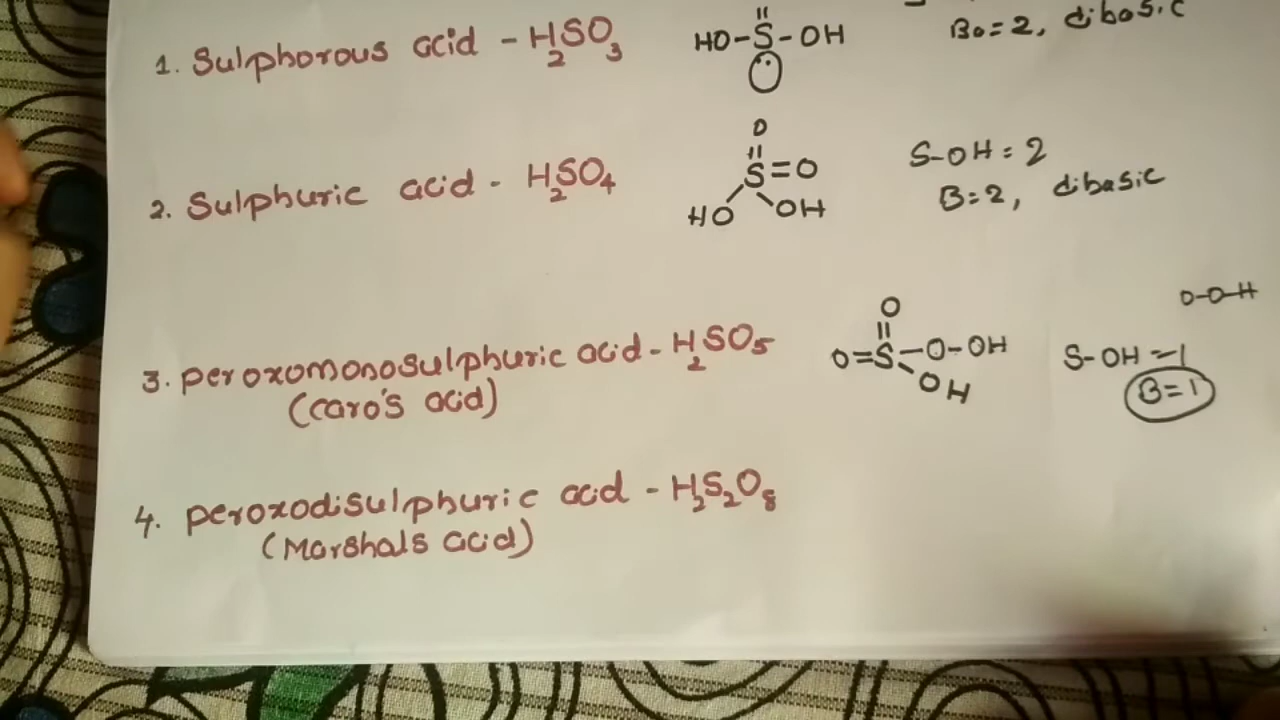 1. Sulphorous acid - H2SO3 HO-S-OH Bo=2, dibasic
2. Sulphuric acid - H2SO4 O=S=O HO OH S-OH=2
B=2, dibasic
O-O-H
3. peroxomonosulphuric acid - H2SO5 O O=S-O-OH OH S-OH=1
(caro's acid) B=1
4. peroxodisulphuric acid - H2S2O8
(Marshals acid)